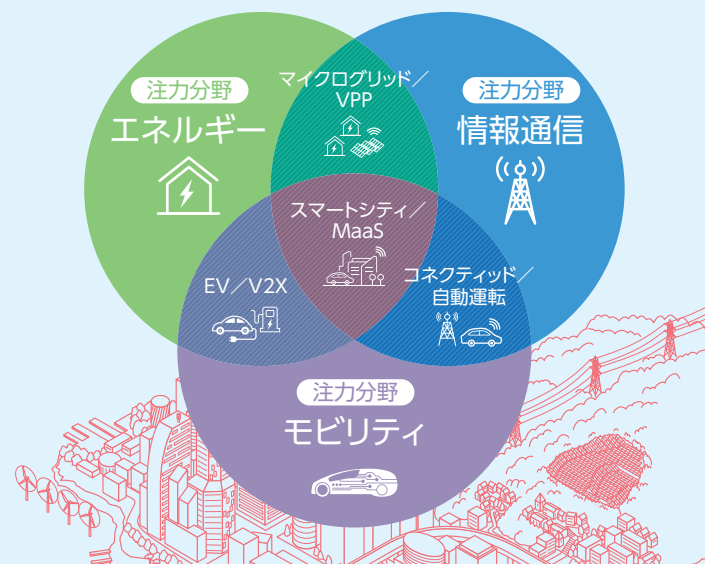 注力分野
エネルギー
マイクログリッド／
VPP
注力分野
情報通信
スマートシティ／
MaaS
EV／V2X
コネクティッド／
自動運転
注力分野
モビリティ